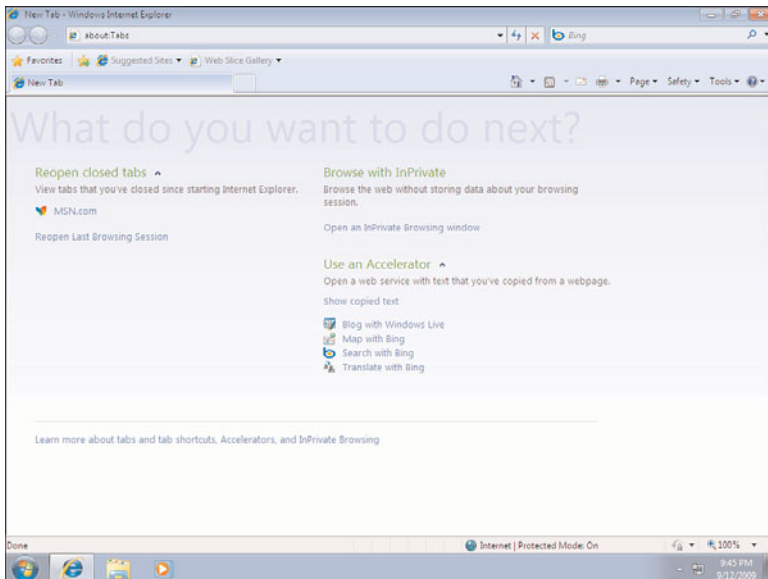 New Tab - Windows Internet Explorer
about:Tabs
Bing
Favorites Suggested Sites Web Slice Gallery
New Tab
Page Safety Tools
What do you want to do next?
Reopen closed tabs
View tabs that you've closed since starting Internet Explorer.
MSN.com
Reopen Last Browsing Session
Browse with InPrivate
Browse the web without storing data about your browsing
session.
Open an InPrivate Browsing window
Use an Accelerator
Open a web service with text that you've copied from a webpage.
Show copied text
Blog with Windows Live
Map with Bing
Search with Bing
Translate with Bing
Learn more about tabs and tab shortcuts, Accelerators, and InPrivate Browsing
Done
Internet | Protected Mode: On
100%
9:45 PM
9/12/2009